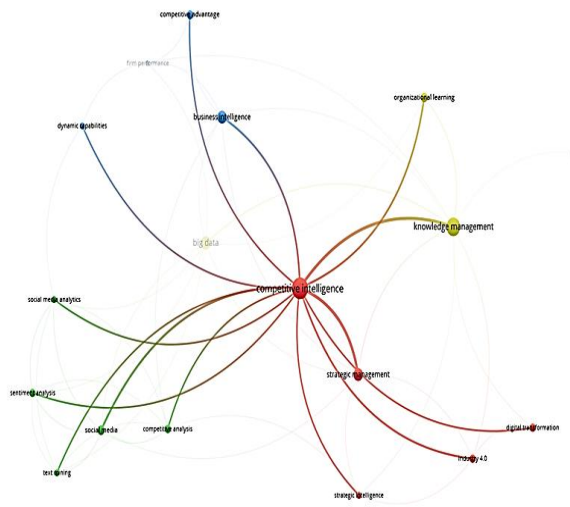 competitive advantage
firm performance
organizational learning
business intelligence
dynamic capabilities
knowledge management
big data
competitive intelligence
social media analytics
strategic management
sentiment analysis
social media
competitor analysis
digital transformation
industry 4.0
text mining
strategic intelligence